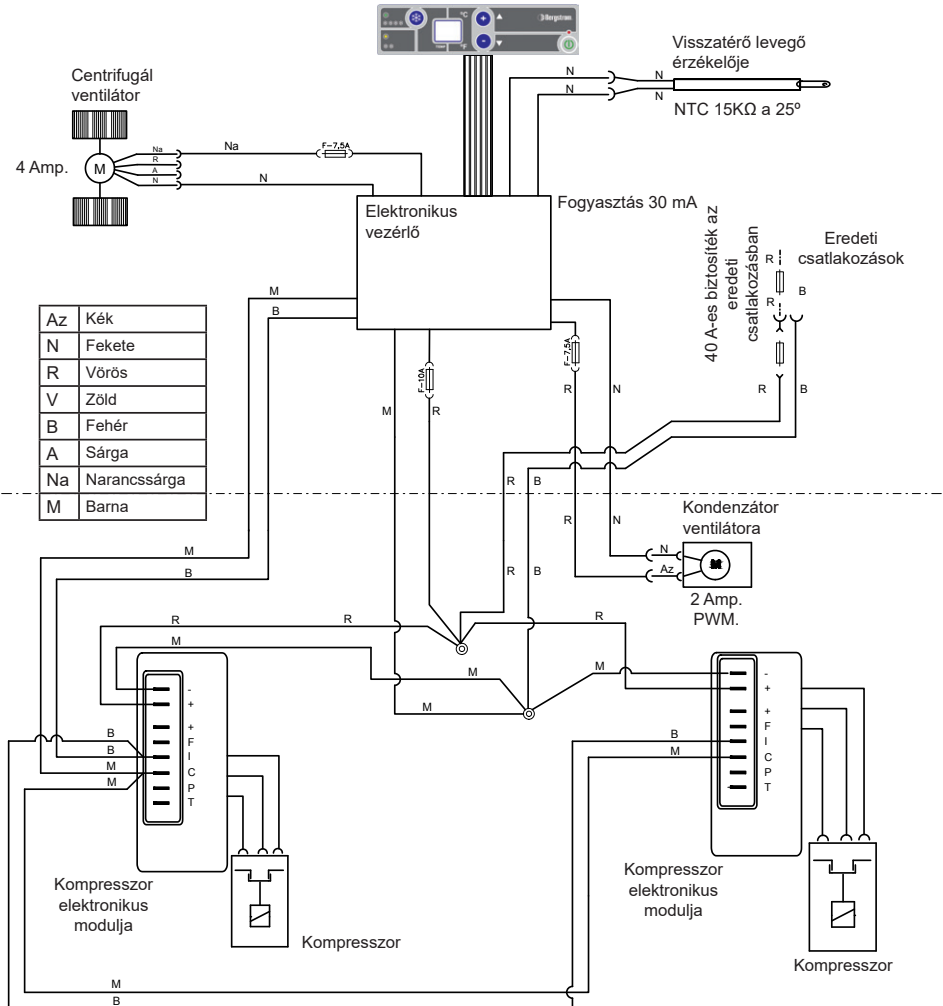 °C
Bergstrom
°F
Centrifugál
ventilátor
4 Amp.
M
Na
R
A
N
Na
N
F-7,5A
N
N
N
N
Visszatérő levegő
érzékelője
NTC 15KΩ a 25º
Elektronikus
vezérlő
Fogyasztás 30 mA
40 A-es biztosíték az
eredeti
csatlakozásban
R
R
B
Eredeti
csatlakozások
R
B
Az Kék
N Fekete
R Vörös
V Zöld
B Fehér
A Sárga
Na Narancssárga
M Barna
M
B
F-10A
M
R
F-7,5A
R
N
R
B
R
N
R
B
Kondenzátor
ventilátora
N
Az
M
2 Amp.
PWM.
M
B
R
R
M
R
M
M
M
-
+
+
F
I
C
P
T
B
B
M
M
Kompresszor
elektronikus
modulja
Kompresszor
B
M
-
+
+
F
I
C
P
T
Kompresszor
elektronikus
modulja
Kompresszor
M
B